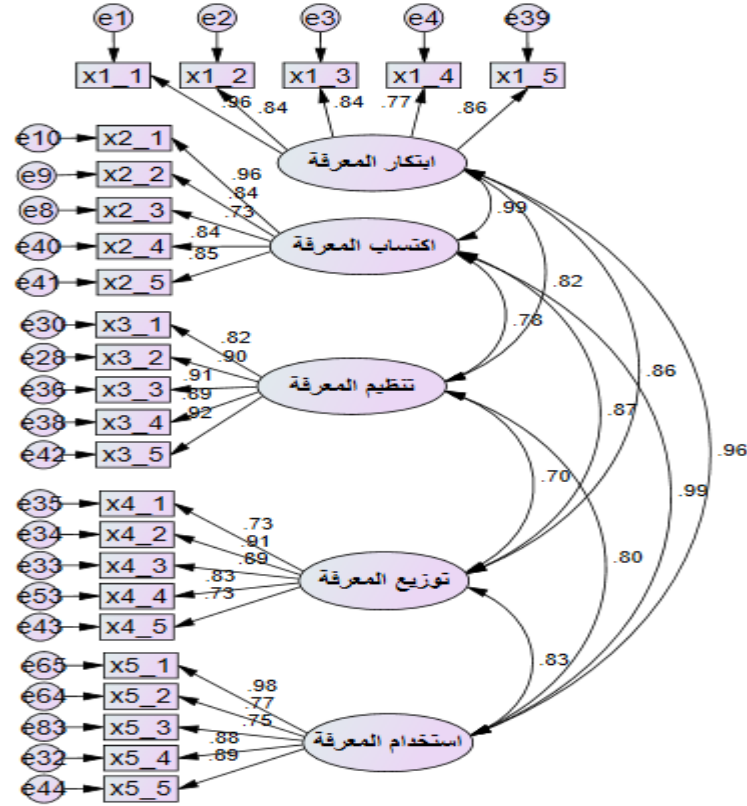 e1 e2 e3 e4 e39
x1_1 x1_2 x1_3 x1_4 x1_5
.96 .84 .84 .77 .86
ابتكار المعرفة
e10 x2_1
e9 x2_2
e8 x2_3
e40 x2_4
e41 x2_5
.96
.84
.73
.84
.85
اكتساب المعرفة
.99
.82
.78
e30 x3_1
e28 x3_2
e36 x3_3
e38 x3_4
e42 x3_5
.82
.90
.91
.89
.92
تنظيم المعرفة
.86
.87
.96
.70
.99
.80
e35 x4_1
e34 x4_2
e33 x4_3
e53 x4_4
e43 x4_5
.73
.91
.89
.83
.73
توزيع المعرفة
.83
e65 x5_1
e64 x5_2
e83 x5_3
e32 x5_4
e44 x5_5
.98
.77
.75
.88
.89
استخدام المعرفة